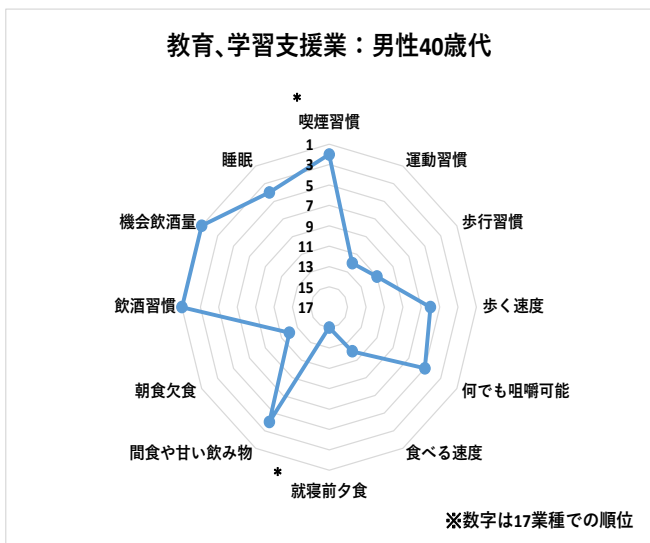 教育、学習支援業：男性40歳代
*
喫煙習慣
運動習慣
歩行習慣
歩く速度
何でも咀嚼可能
食べる速度
就寝前夕食
*
間食や甘い飲み物
朝食欠食
飲酒習慣
機会飲酒量
睡眠
1
3
5
7
9
11
13
15
17
※数字は17業種での順位